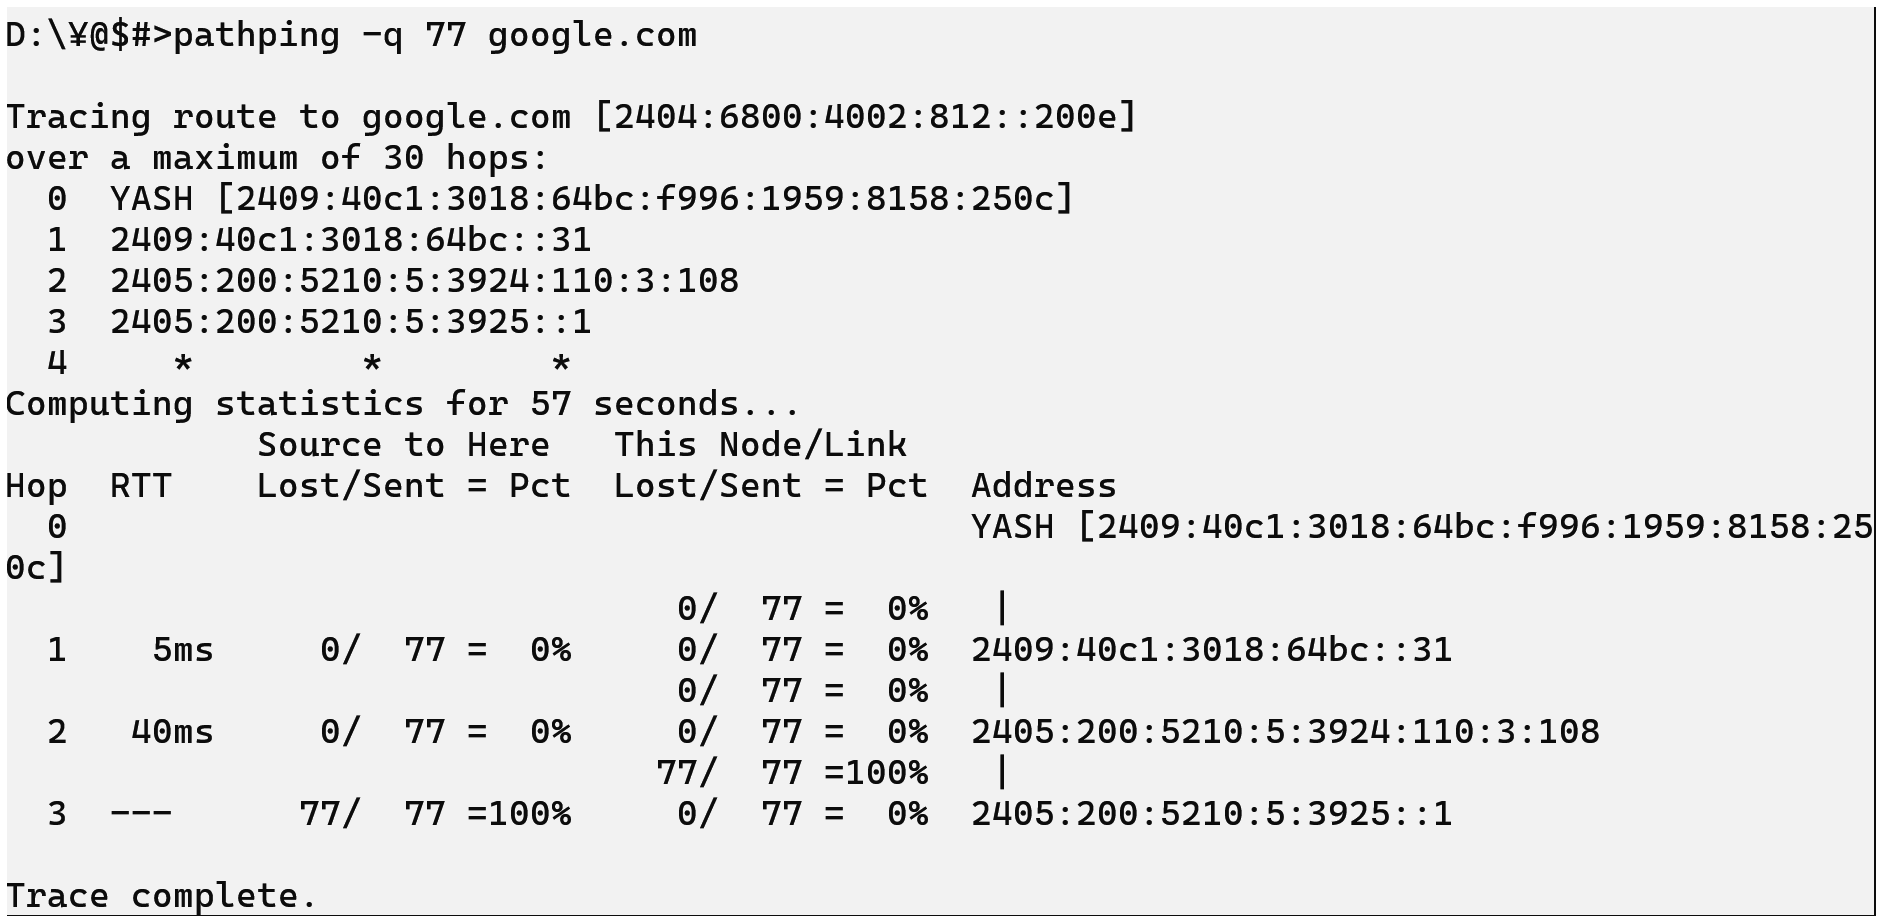 D:\¥@$#>pathping -q 77 google.com

Tracing route to google.com [2404:6800:4002:812::200e]
over a maximum of 30 hops:
  0  YASH [2409:40c1:3018:64bc:f996:1959:8158:250c]
  1  2409:40c1:3018:64bc::31
  2  2405:200:5210:5:3924:110:3:108
  3  2405:200:5210:5:3925::1
  4     *        *        *
Computing statistics for 57 seconds...
            Source to Here   This Node/Link
Hop  RTT    Lost/Sent = Pct  Lost/Sent = Pct  Address
  0                                           YASH [2409:40c1:3018:64bc:f996:1959:8158:25
0c]
                                0/  77 =  0%   |
  1    5ms     0/  77 =  0%     0/  77 =  0%  2409:40c1:3018:64bc::31
                                0/  77 =  0%   |
  2   40ms     0/  77 =  0%     0/  77 =  0%  2405:200:5210:5:3924:110:3:108
                               77/  77 =100%   |
  3  ---      77/  77 =100%     0/  77 =  0%  2405:200:5210:5:3925::1

Trace complete.